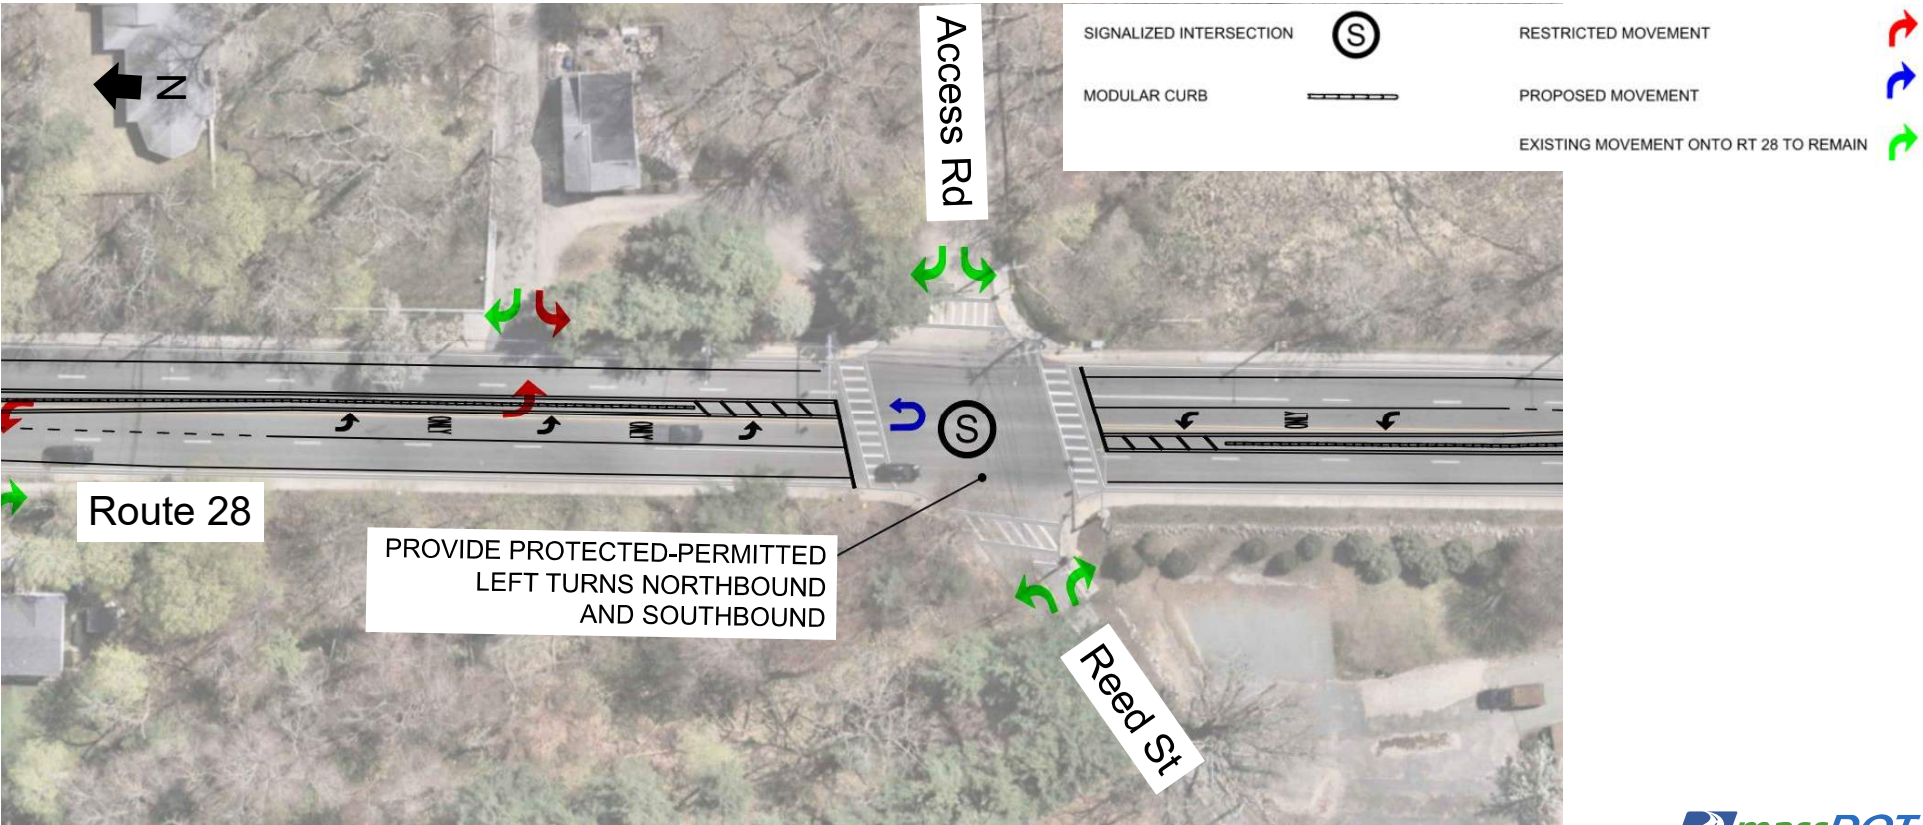 N
Access Rd
SIGNALIZED INTERSECTION
S
RESTRICTED MOVEMENT
MODULAR CURB
PROPOSED MOVEMENT
EXISTING MOVEMENT ONTO RT 28 TO REMAIN
ONLY
ONLY
S
ONLY
Route 28
PROVIDE PROTECTED-PERMITTED
LEFT TURNS NORTHBOUND
AND SOUTHBOUND
Reed St
massDOT